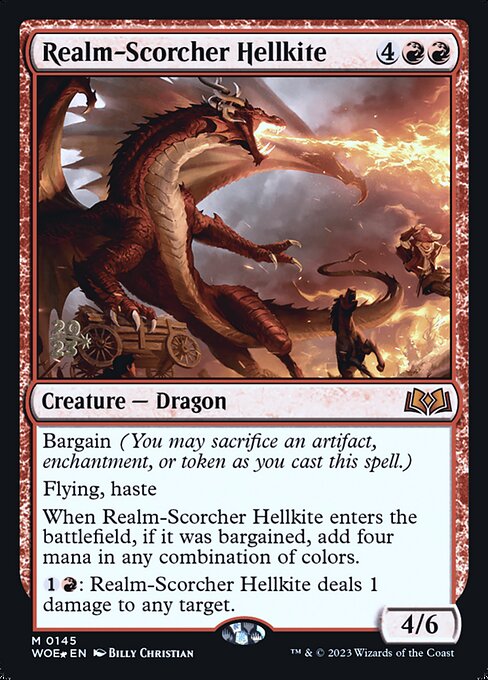 Realm-Scorcher Hellkite 4
2023
Creature — Dragon
Bargain (You may sacrifice an artifact,
enchantment, or token as you cast this spell.)
Flying, haste
When Realm-Scorcher Hellkite enters the
battlefield, if it was bargained, add four
mana in any combination of colors.
1: Realm-Scorcher Hellkite deals 1
damage to any target.
4/6
M 0145
WOE★EN Billy Christian
™ & © 2023 Wizards of the Coast